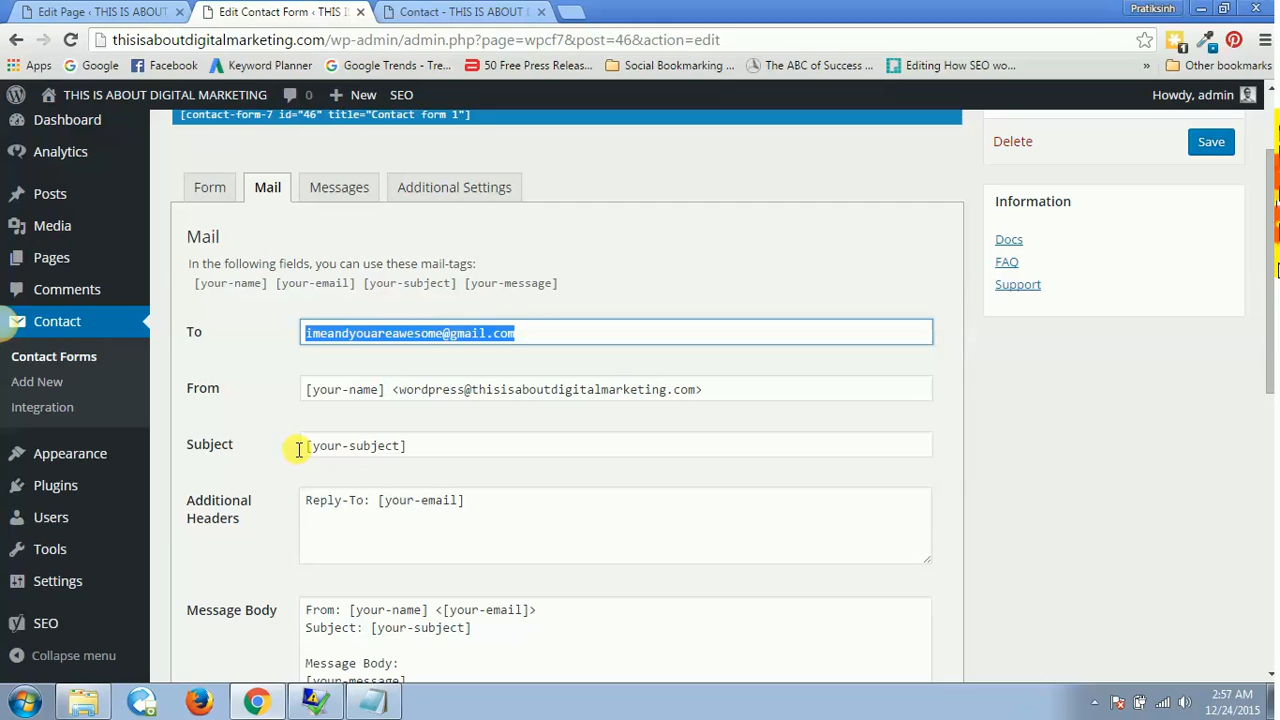 Edit Page ‹ THIS IS ABOU
Edit Contact Form ‹ THIS I
Contact - THIS IS ABOUT
Pratiksinh
thisisaboutdigitalmarketing.com/wp-admin/admin.php?page=wpcf7&post=46&action=edit
Apps
Google
Facebook
Keyword Planner
Google Trends - Tre...
50 Free Press Releas...
Social Bookmarking ...
The ABC of Success ...
Editing How SEO wo...
»
Other bookmarks
THIS IS ABOUT DIGITAL MARKETING
0
New
SEO
Howdy, admin
Dashboard
Analytics
Posts
Media
Pages
Comments
Contact
Contact Forms
Add New
Integration
Appearance
Plugins
Users
Tools
Settings
SEO
Collapse menu
[contact-form-7 id="46" title="Contact form 1"]
Form
Mail
Messages
Additional Settings
Mail
In the following fields, you can use these mail-tags:
[your-name] [your-email] [your-subject] [your-message]
To
imeandyouareawesome@gmail.com
From
[your-name] <wordpress@thisisaboutdigitalmarketing.com>
Subject
[your-subject]
Additional
Headers
Reply-To: [your-email]
Message Body
From: [your-name] <[your-email]>
Subject: [your-subject]
Message Body:
[your-message]
Delete
Save
Information
Docs
FAQ
Support
2:57 AM
12/24/2015